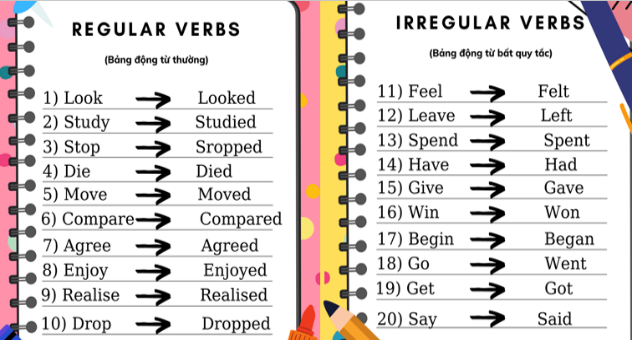 REGULAR VERBS
(Bảng động từ thường)
1) Look → Looked
2) Study → Studied
3) Stop → Sropped
4) Die → Died
5) Move → Moved
6) Compare → Compared
7) Agree → Agreed
8) Enjoy → Enjoyed
9) Realise → Realised
10) Drop → Dropped
IRREGULAR VERBS
(Bảng động từ bất quy tắc)
11) Feel → Felt
12) Leave → Left
13) Spend → Spent
14) Have → Had
15) Give → Gave
16) Win → Won
17) Begin → Began
18) Go → Went
19) Get → Got
20) Say → Said